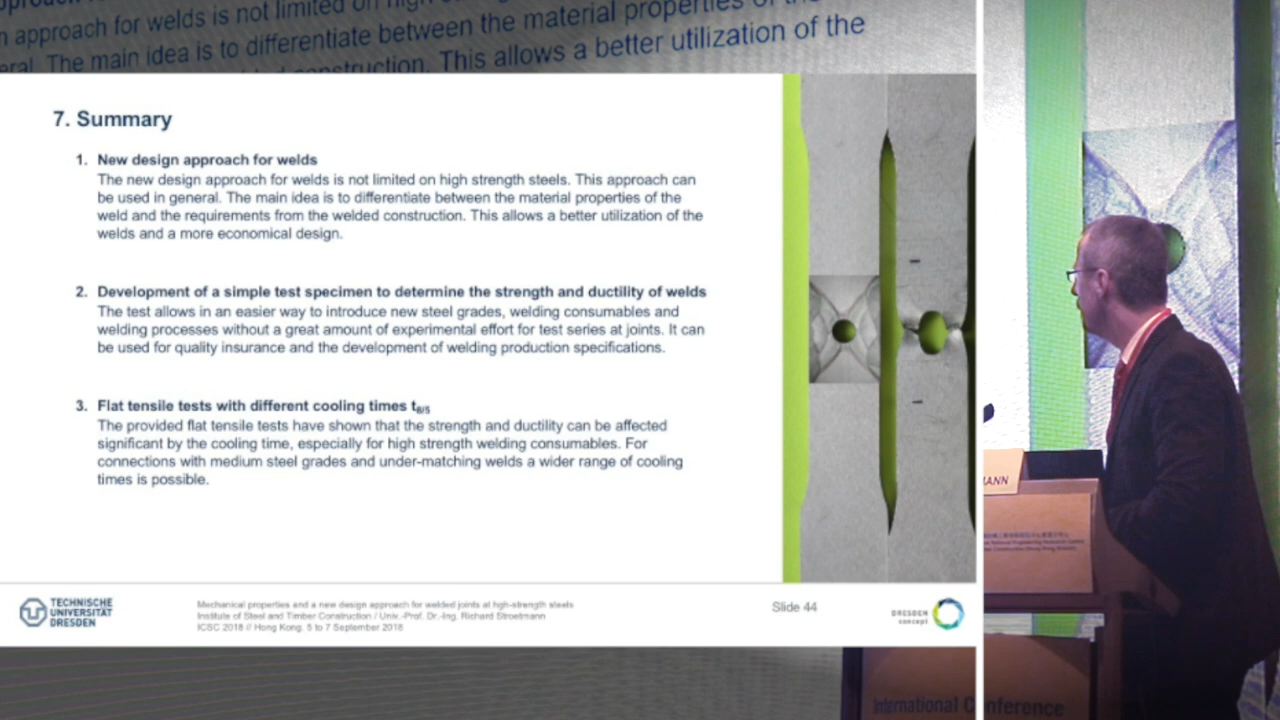 n approach for welds is not limited on high
eral. The main idea is to differentiate between the material properties of the
construction. This allows a better utilization of the
7. Summary
1. New design approach for welds
The new design approach for welds is not limited on high strength steels. This approach can
be used in general. The main idea is to differentiate between the material properties of the
weld and the requirements from the welded construction. This allows a better utilization of the
welds and a more economical design.
2. Development of a simple test specimen to determine the strength and ductility of welds
The test allows in an easier way to introduce new steel grades, welding consumables and
welding processes without a great amount of experimental effort for test series at joints. It can
be used for quality insurance and the development of welding production specifications.
3. Flat tensile tests with different cooling times t8/5
The provided flat tensile tests have shown that the strength and ductility can be affected
significant by the cooling time, especially for high strength welding consumables. For
connections with medium steel grades and under-matching welds a wider range of cooling
times is possible.
TECHNISCHE
UNIVERSITÄT
DRESDEN
Mechanical properties and a new design approach for welded joints at hgh-strength steels
Institute of Steel and Timber Construction / Univ.-Prof. Dr.-Ing. Richard Stroetmann
ICSC 2018 // Hong Kong, 5 to 7 September 2018
Slide 44
DRESDEN
concept
MANN
International Conference